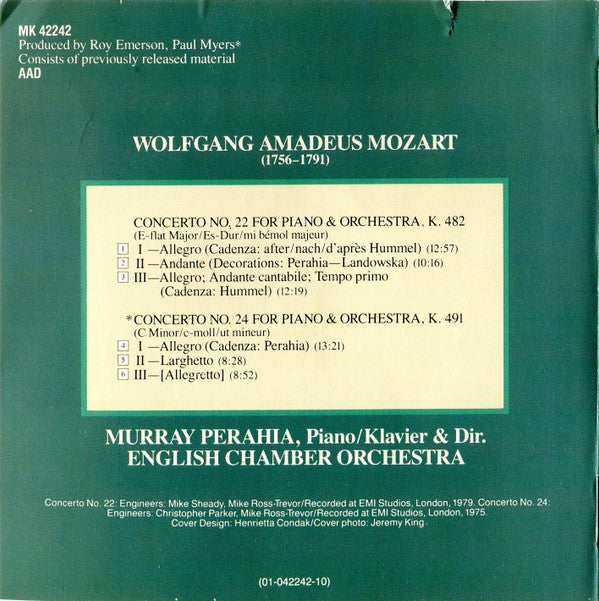 MK 42242
Produced by Roy Emerson, Paul Myers*
Consists of previously released material
AAD
WOLFGANG AMADEUS MOZART
(1756–1791)
CONCERTO NO. 22 FOR PIANO & ORCHESTRA, K. 482
(E-flat Major/Es-Dur/mi bémol majeur)
1 I —Allegro (Cadenza: after/nach/d'après Hummel) (12:57)
2 II —Andante (Decorations: Perahia—Landowska) (10:16)
3 III—Allegro; Andante cantabile; Tempo primo
(Cadenza: Hummel) (12:19)
*CONCERTO NO. 24 FOR PIANO & ORCHESTRA, K. 491
(C Minor/c-moll/ut mineur)
4 I —Allegro (Cadenza: Perahia) (13:21)
5 II —Larghetto (8:28)
6 III—[Allegretto] (8:52)
MURRAY PERAHIA, Piano/Klavier & Dir.
ENGLISH CHAMBER ORCHESTRA
Concerto No. 22: Engineers: Mike Sheady, Mike Ross-Trevor/Recorded at EMI Studios, London, 1979. Concerto No. 24:
Engineers: Christopher Parker, Mike Ross-Trevor/Recorded at EMI Studios, London, 1975.
Cover Design: Henrietta Condak/Cover photo: Jeremy King.
(01-042242-10)